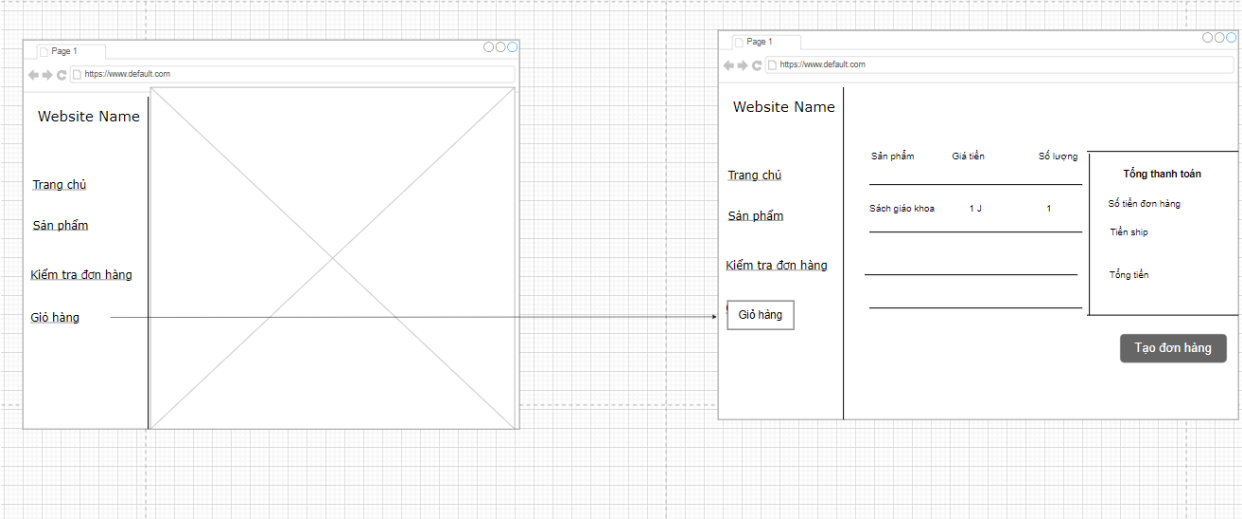 Page 1
https://www.default.com
Website Name
Trang chủ
Sản phẩm
Kiểm tra đơn hàng
Giỏ hàng
Page 1
https://www.default.com
Website Name
Trang chủ
Sản phẩm
Kiểm tra đơn hàng
Giỏ hàng
Sản phẩm Giá tiền Số lượng
Sách giáo khoa 1 J 1
Tổng thanh toán
Số tiền đơn hàng
Tiền ship
Tổng tiền
Tạo đơn hàng